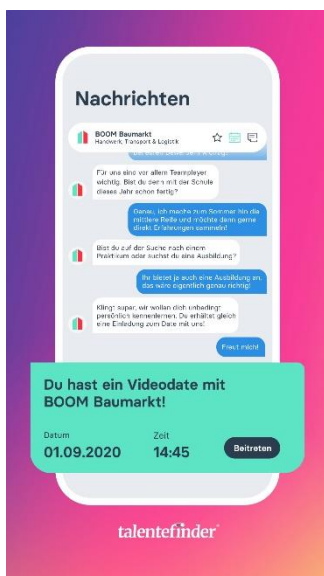 Nachrichten
BOOM Baumarkt
Handwerk, Transport & Logistik
Für uns sind vor allem Teamplayer
wichtig. Bist du denn mit der Schule
dieses Jahr schon fertig?
Genau, ich mache zum Sommer hin die
mittlere Reife und möchte dann gerne
direkt Erfahrungen sammeln!
Bist du auf der Suche nach einem
Praktikum oder suchst du eine Ausbildung?
Ihr bietet ja auch eine Ausbildung an,
das wäre eigentlich genau richtig!
Klingt super, wir wollen dich unbedingt
persönlich kennenlernen. Du erhältst gleich
eine Einladung zum Date mit uns!
Freut mich!
Du hast ein Videodate mit
BOOM Baumarkt!
Datum Zeit
01.09.2020 14:45 Beitreten
talentefinder